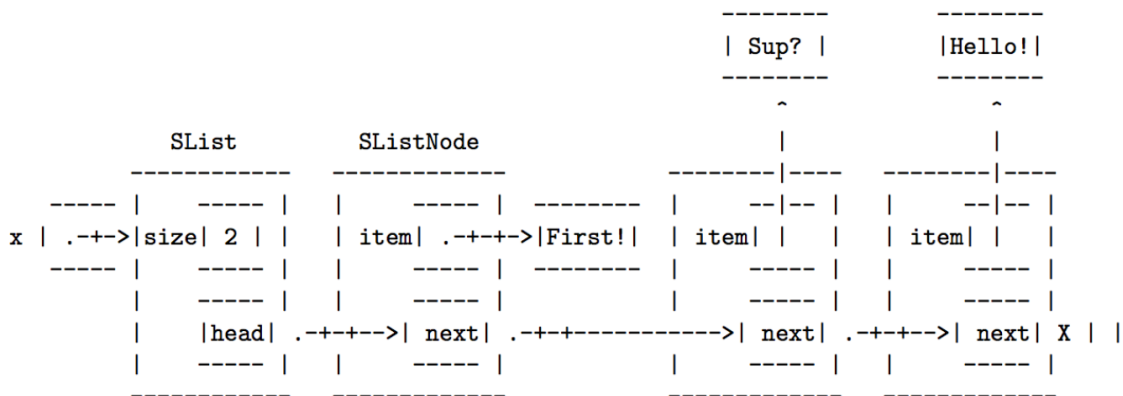 -------- --------
| Sup? | |Hello!|
-------- --------
^ ^
SList SListNode | |
------------ ------------- --------|---- --------|----
----- | ----- | | ----- | -------- | --|-- | | --|-- |
x | .-+->|size| 2 | | | item| .-+-+->|First!| | item| | | | item| | |
----- | ----- | | ----- | -------- | ----- | | ----- |
| ----- | | ----- | | ----- | | ----- |
| |head| .-+-+-->| next| .-+-+----------->| next| .-+-+-->| next| X | |
| ----- | | ----- | | ----- | | ----- |
------------ ------------- ------------- -------------